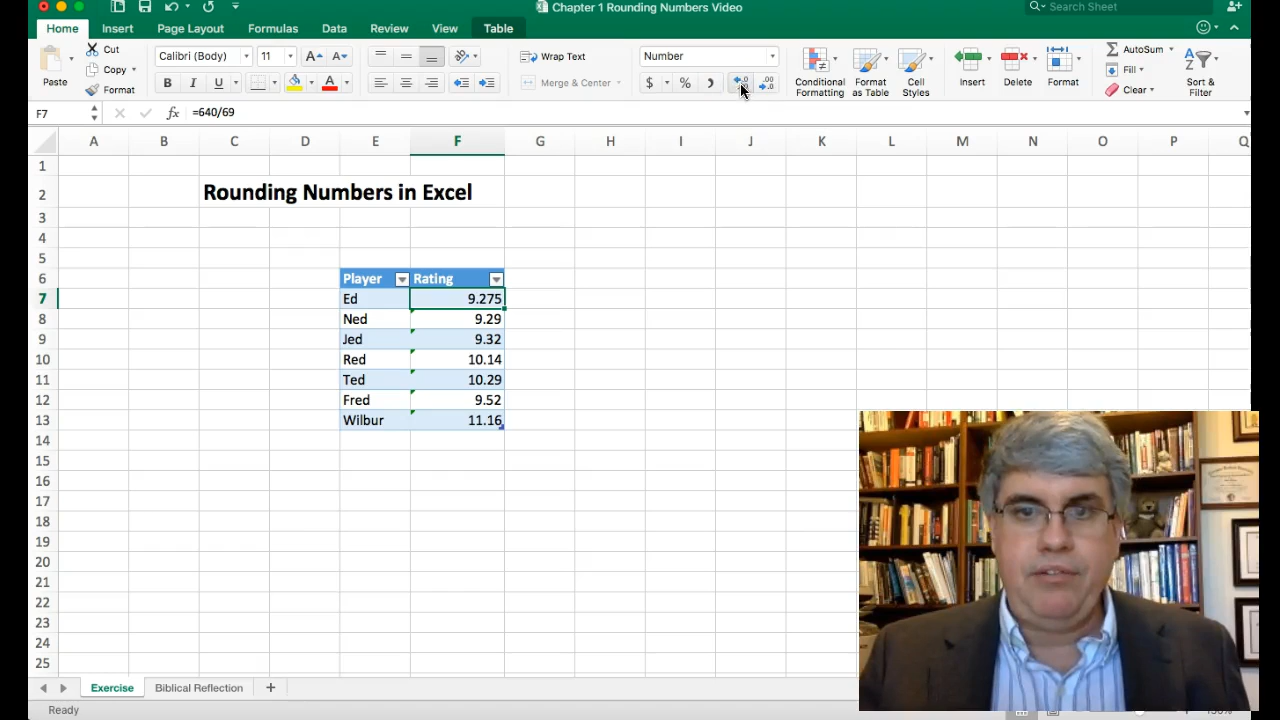 Chapter 1 Rounding Numbers Video
Search Sheet
Home Insert Page Layout Formulas Data Review View Table
Paste
Cut
Copy
Format
Calibri (Body) 11 A A
B I U A
Wrap Text
Merge & Center
Number
$ % )
Conditional Formatting
Format as Table
Cell Styles
Insert
Delete
Format
AutoSum
Fill
Clear
Sort & Filter
F7 fx =640/69
A B C D E F G H I J K L M N O P Q
1
2 Rounding Numbers in Excel
3
4
5
6 Player Rating
7 Ed 9.275
8 Ned 9.29
9 Jed 9.32
10 Red 10.14
11 Ted 10.29
12 Fred 9.52
13 Wilbur 11.16
14
15
16
17
18
19
20
21
22
23
24
25
Exercise Biblical Reflection +
Ready